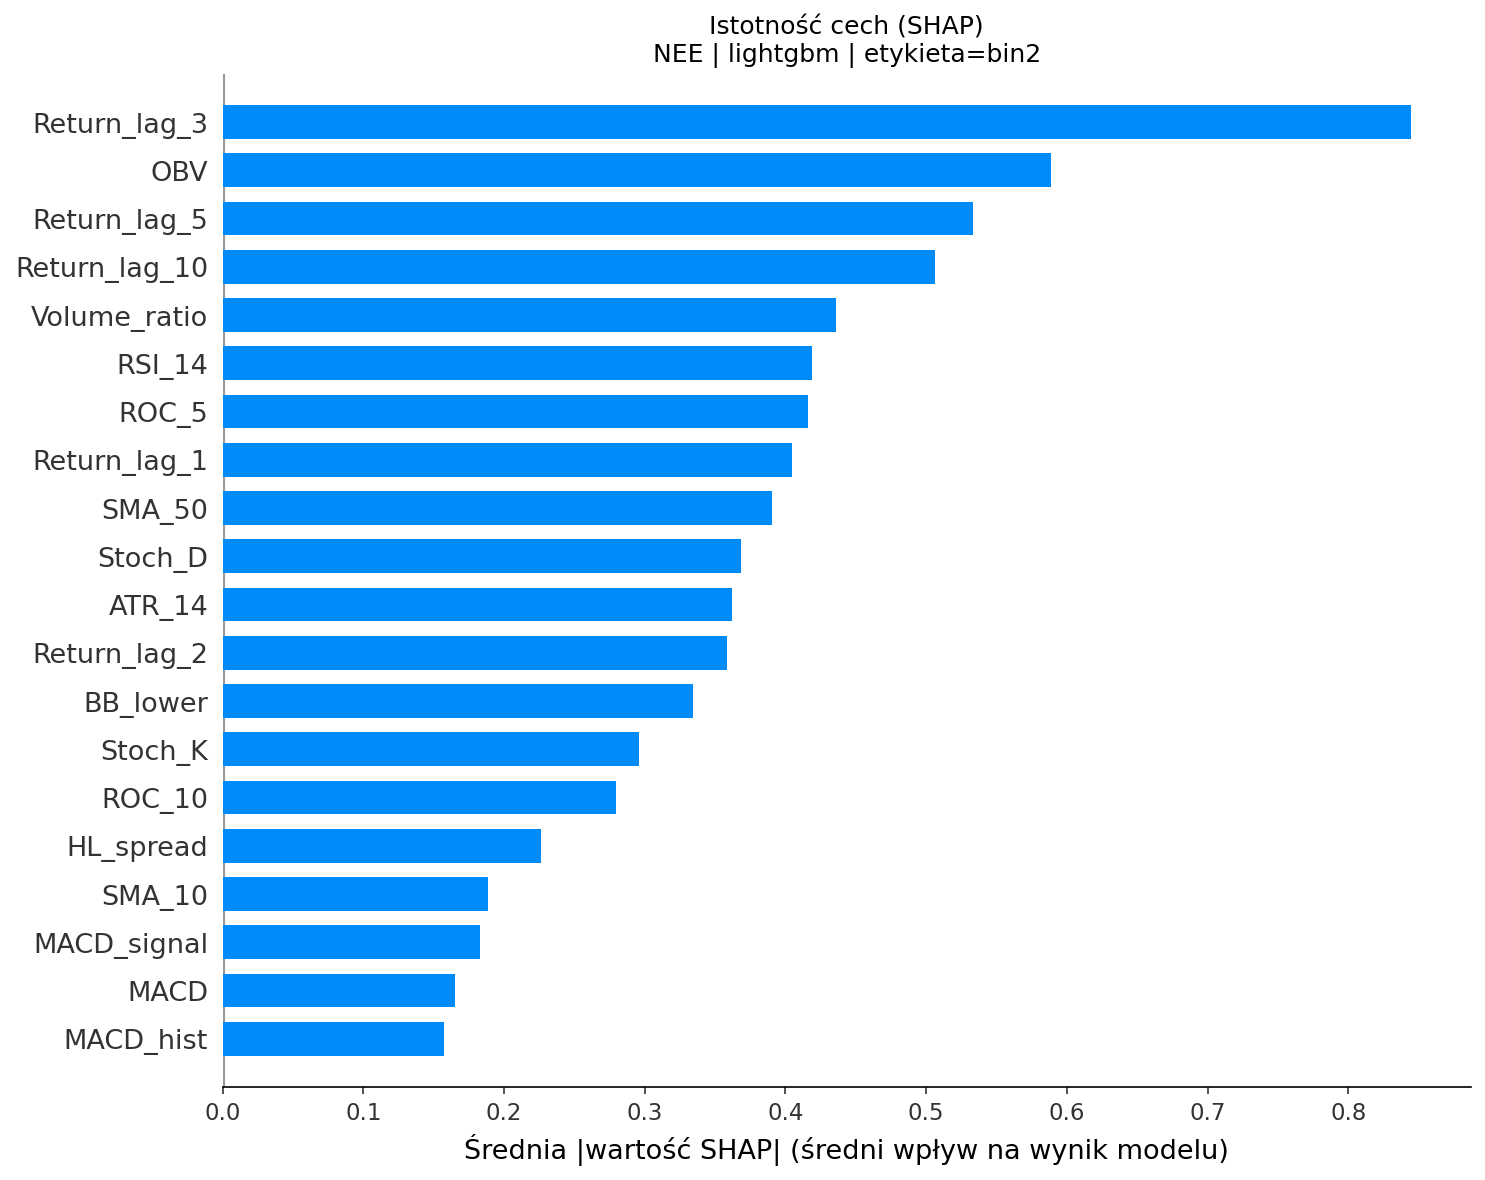 Istotność cech (SHAP)
NEE | lightgbm | etykieta=bin2
Return_lag_3
OBV
Return_lag_5
Return_lag_10
Volume_ratio
RSI_14
ROC_5
Return_lag_1
SMA_50
Stoch_D
ATR_14
Return_lag_2
BB_lower
Stoch_K
ROC_10
HL_spread
SMA_10
MACD_signal
MACD
MACD_hist
0.0 0.1 0.2 0.3 0.4 0.5 0.6 0.7 0.8
Średnia |wartość SHAP| (średni wpływ na wynik modelu)